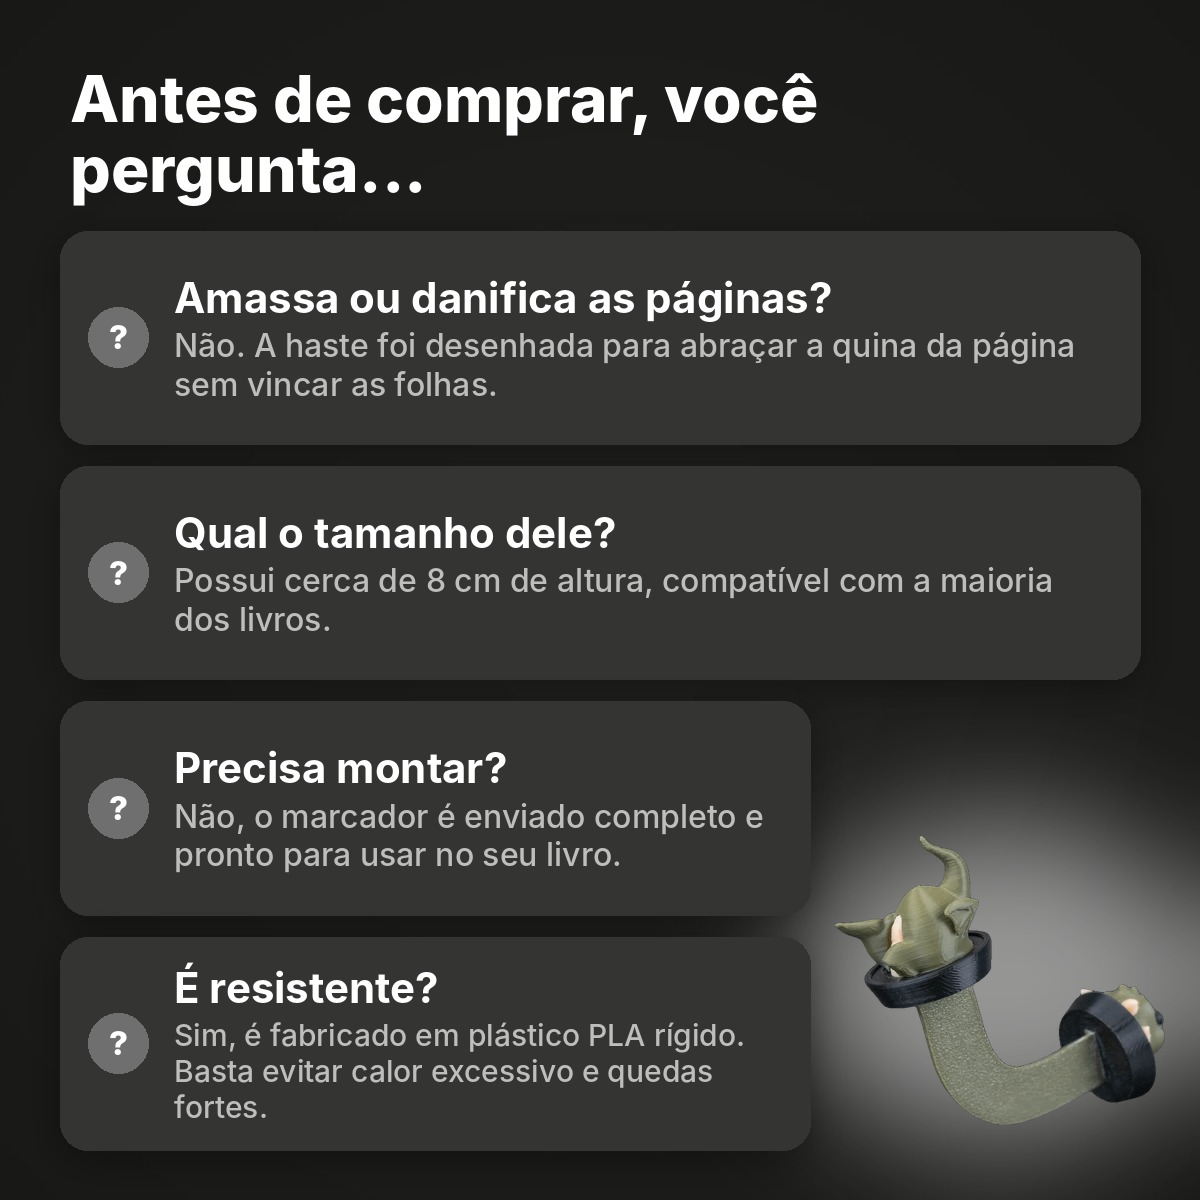 Antes de comprar, você
pergunta...
?
Amassa ou danifica as páginas?
Não. A haste foi desenhada para abraçar a quina da página
sem vincar as folhas.
?
Qual o tamanho dele?
Possui cerca de 8 cm de altura, compatível com a maioria
dos livros.
?
Precisa montar?
Não, o marcador é enviado completo e
pronto para usar no seu livro.
?
É resistente?
Sim, é fabricado em plástico PLA rígido.
Basta evitar calor excessivo e quedas
fortes.